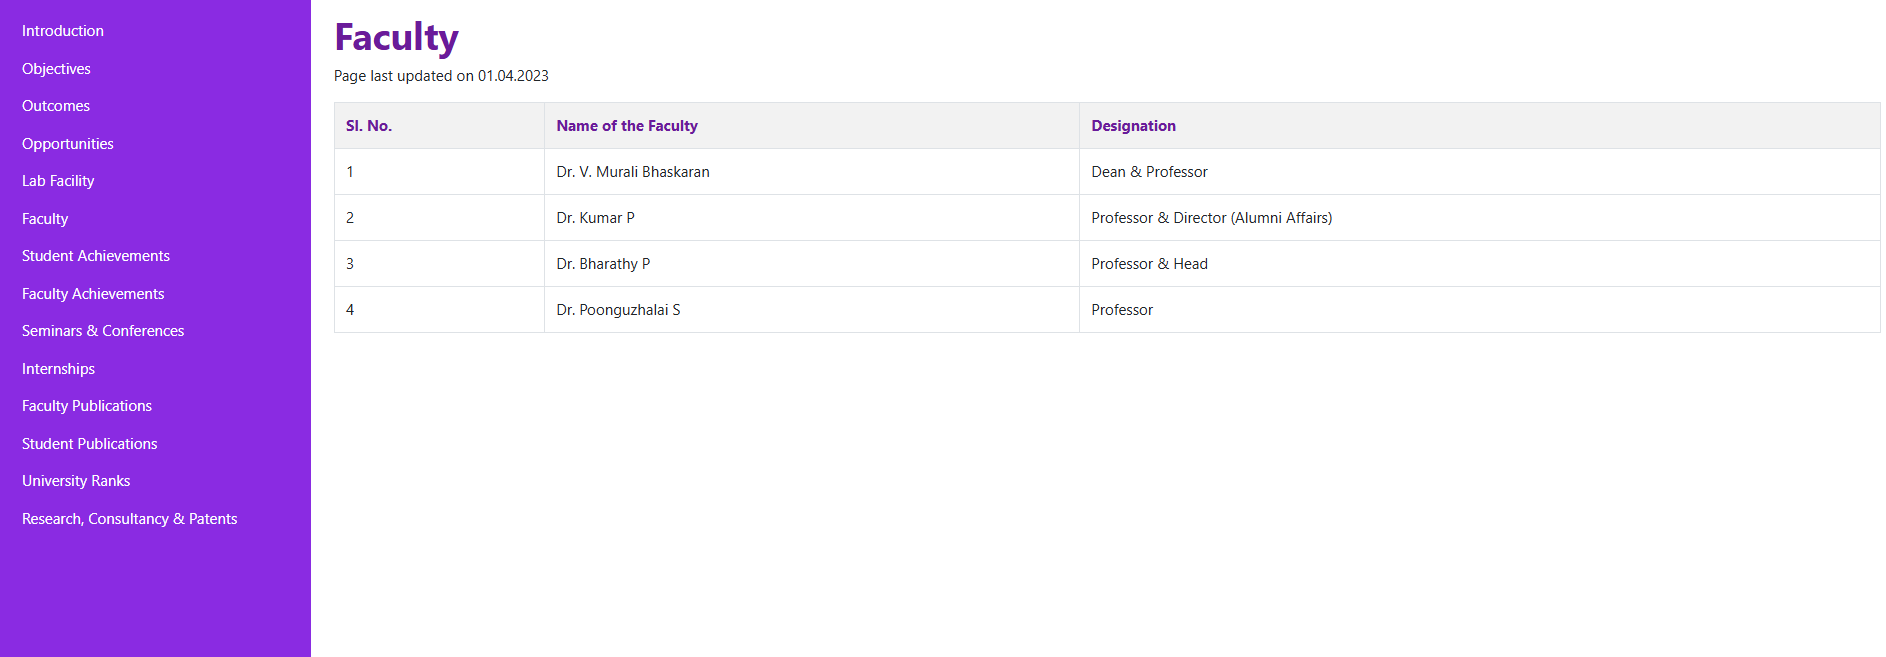 Introduction
Objectives
Outcomes
Opportunities
Lab Facility
Faculty
Student Achievements
Faculty Achievements
Seminars & Conferences
Internships
Faculty Publications
Student Publications
University Ranks
Research, Consultancy & Patents
Faculty
Page last updated on 01.04.2023
Sl. No. Name of the Faculty Designation
1 Dr. V. Murali Bhaskaran Dean & Professor
2 Dr. Kumar P Professor & Director (Alumni Affairs)
3 Dr. Bharathy P Professor & Head
4 Dr. Poonguzhalai S Professor